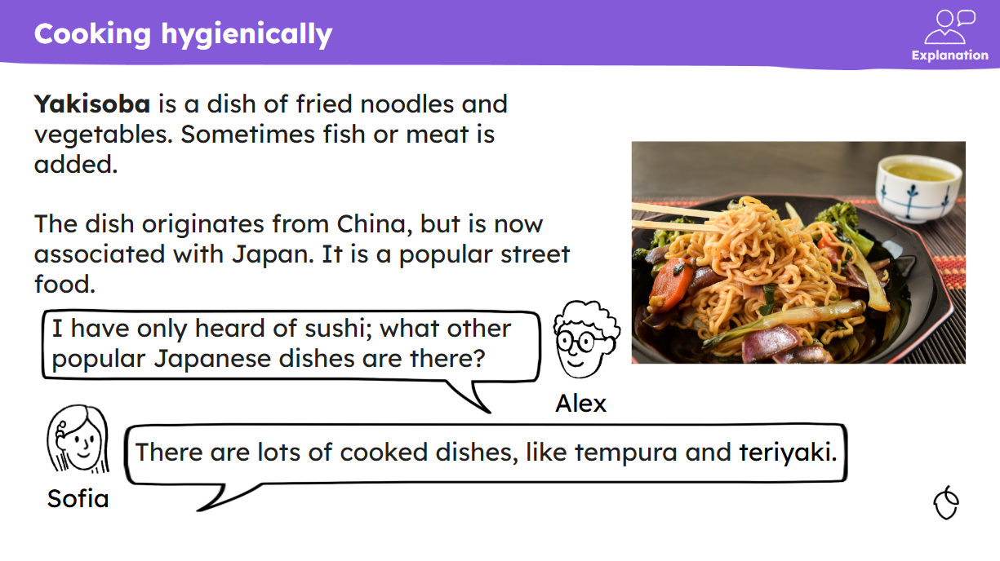 Cooking hygienically
Explanation
Yakisoba is a dish of fried noodles and
vegetables. Sometimes fish or meat is
added.
The dish originates from China, but is now
associated with Japan. It is a popular street
food.
I have only heard of sushi; what other
popular Japanese dishes are there?
Alex
There are lots of cooked dishes, like tempura and teriyaki.
Sofia